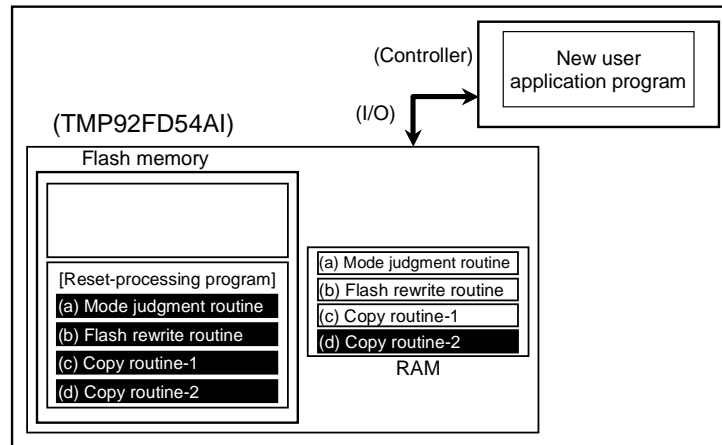 (Controller)
New user
application program
(I/O)
(TMP92FD54AI)
Flash memory
[Reset-processing program]
(a) Mode judgment routine
(b) Flash rewrite routine
(c) Copy routine-1
(d) Copy routine-2
(a) Mode judgment routine
(b) Flash rewrite routine
(c) Copy routine-1
(d) Copy routine-2
RAM